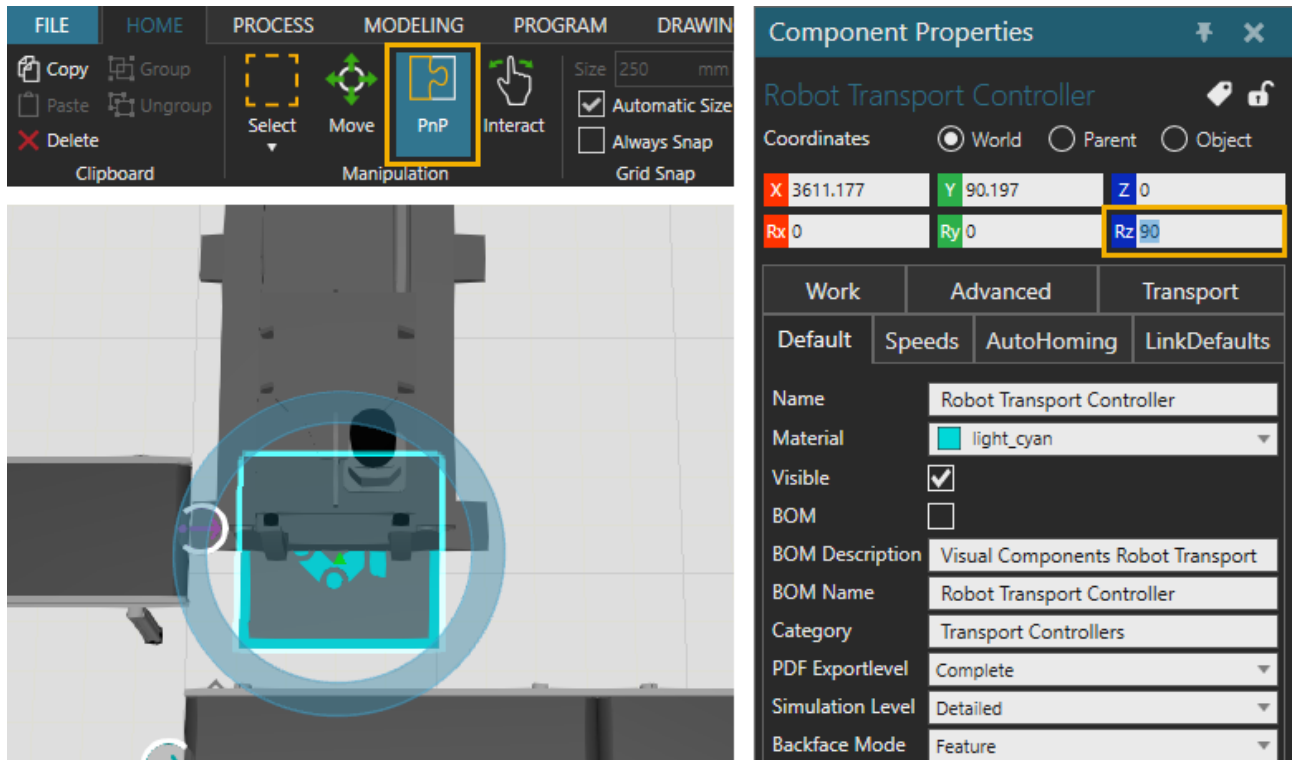 FILE HOME PROCESS MODELING PROGRAM DRAWIN
Copy Group
Paste Ungroup
Delete
Clipboard
Select Move PnP Interact
Manipulation
Size 250 mm
Automatic Size
Always Snap
Grid Snap
Component Properties
Robot Transport Controller
Coordinates World Parent Object
X 3611.177 Y 90.197 Z 0
Rx 0 Ry 0 Rz 90
Work Advanced Transport
Default Speeds AutoHoming LinkDefaults
Name Robot Transport Controller
Material light_cyan
Visible
BOM
BOM Description Visual Components Robot Transport
BOM Name Robot Transport Controller
Category Transport Controllers
PDF Exportlevel Complete
Simulation Level Detailed
Backface Mode Feature